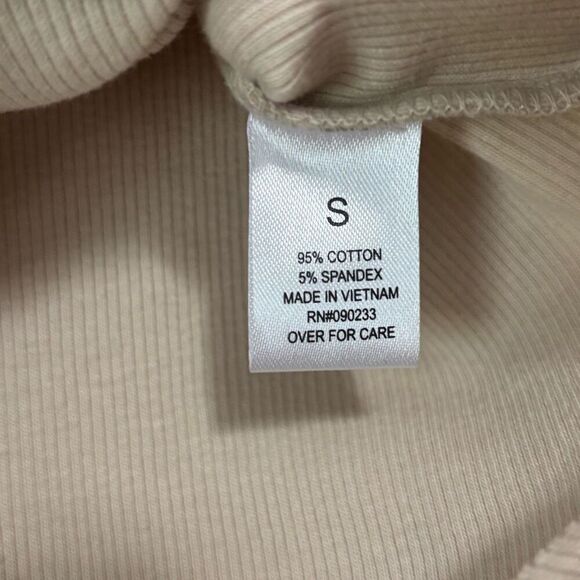 S
95% COTTON
5% SPANDEX
MADE IN VIETNAM
RN#090233
OVER FOR CARE